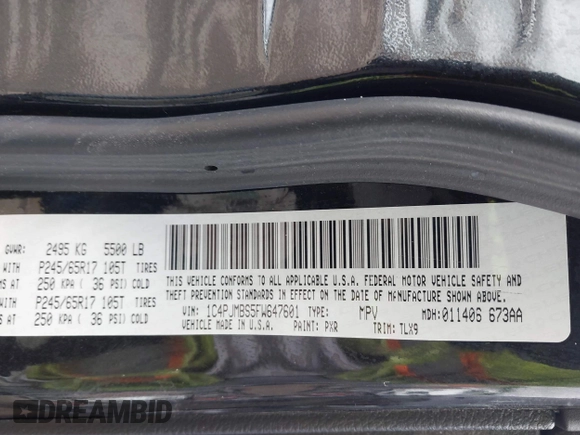 GVWR: 2495 KG 5500 LB
WITH P245/65R17 105T TIRES
AT 250 KPA ( 36 PSI) COLD
WITH P245/65R17 105T TIRES
AT 250 KPA ( 36 PSI) COLD
THIS VEHICLE CONFORMS TO ALL APPLICABLE U.S.A. FEDERAL MOTOR VEHICLE SAFETY AND
THEFT PREVENTION STANDARDS IN EFFECT ON THE DATE OF MANUFACTURE SHOWN ABOVE.
VIN: 1C4PJMBS5FW647601 TYPE: MPV MDH: 011406 673AA
VEHICLE MADE IN U.S.A. PAINT: PXR TRIM: TLX9
DREAMBID